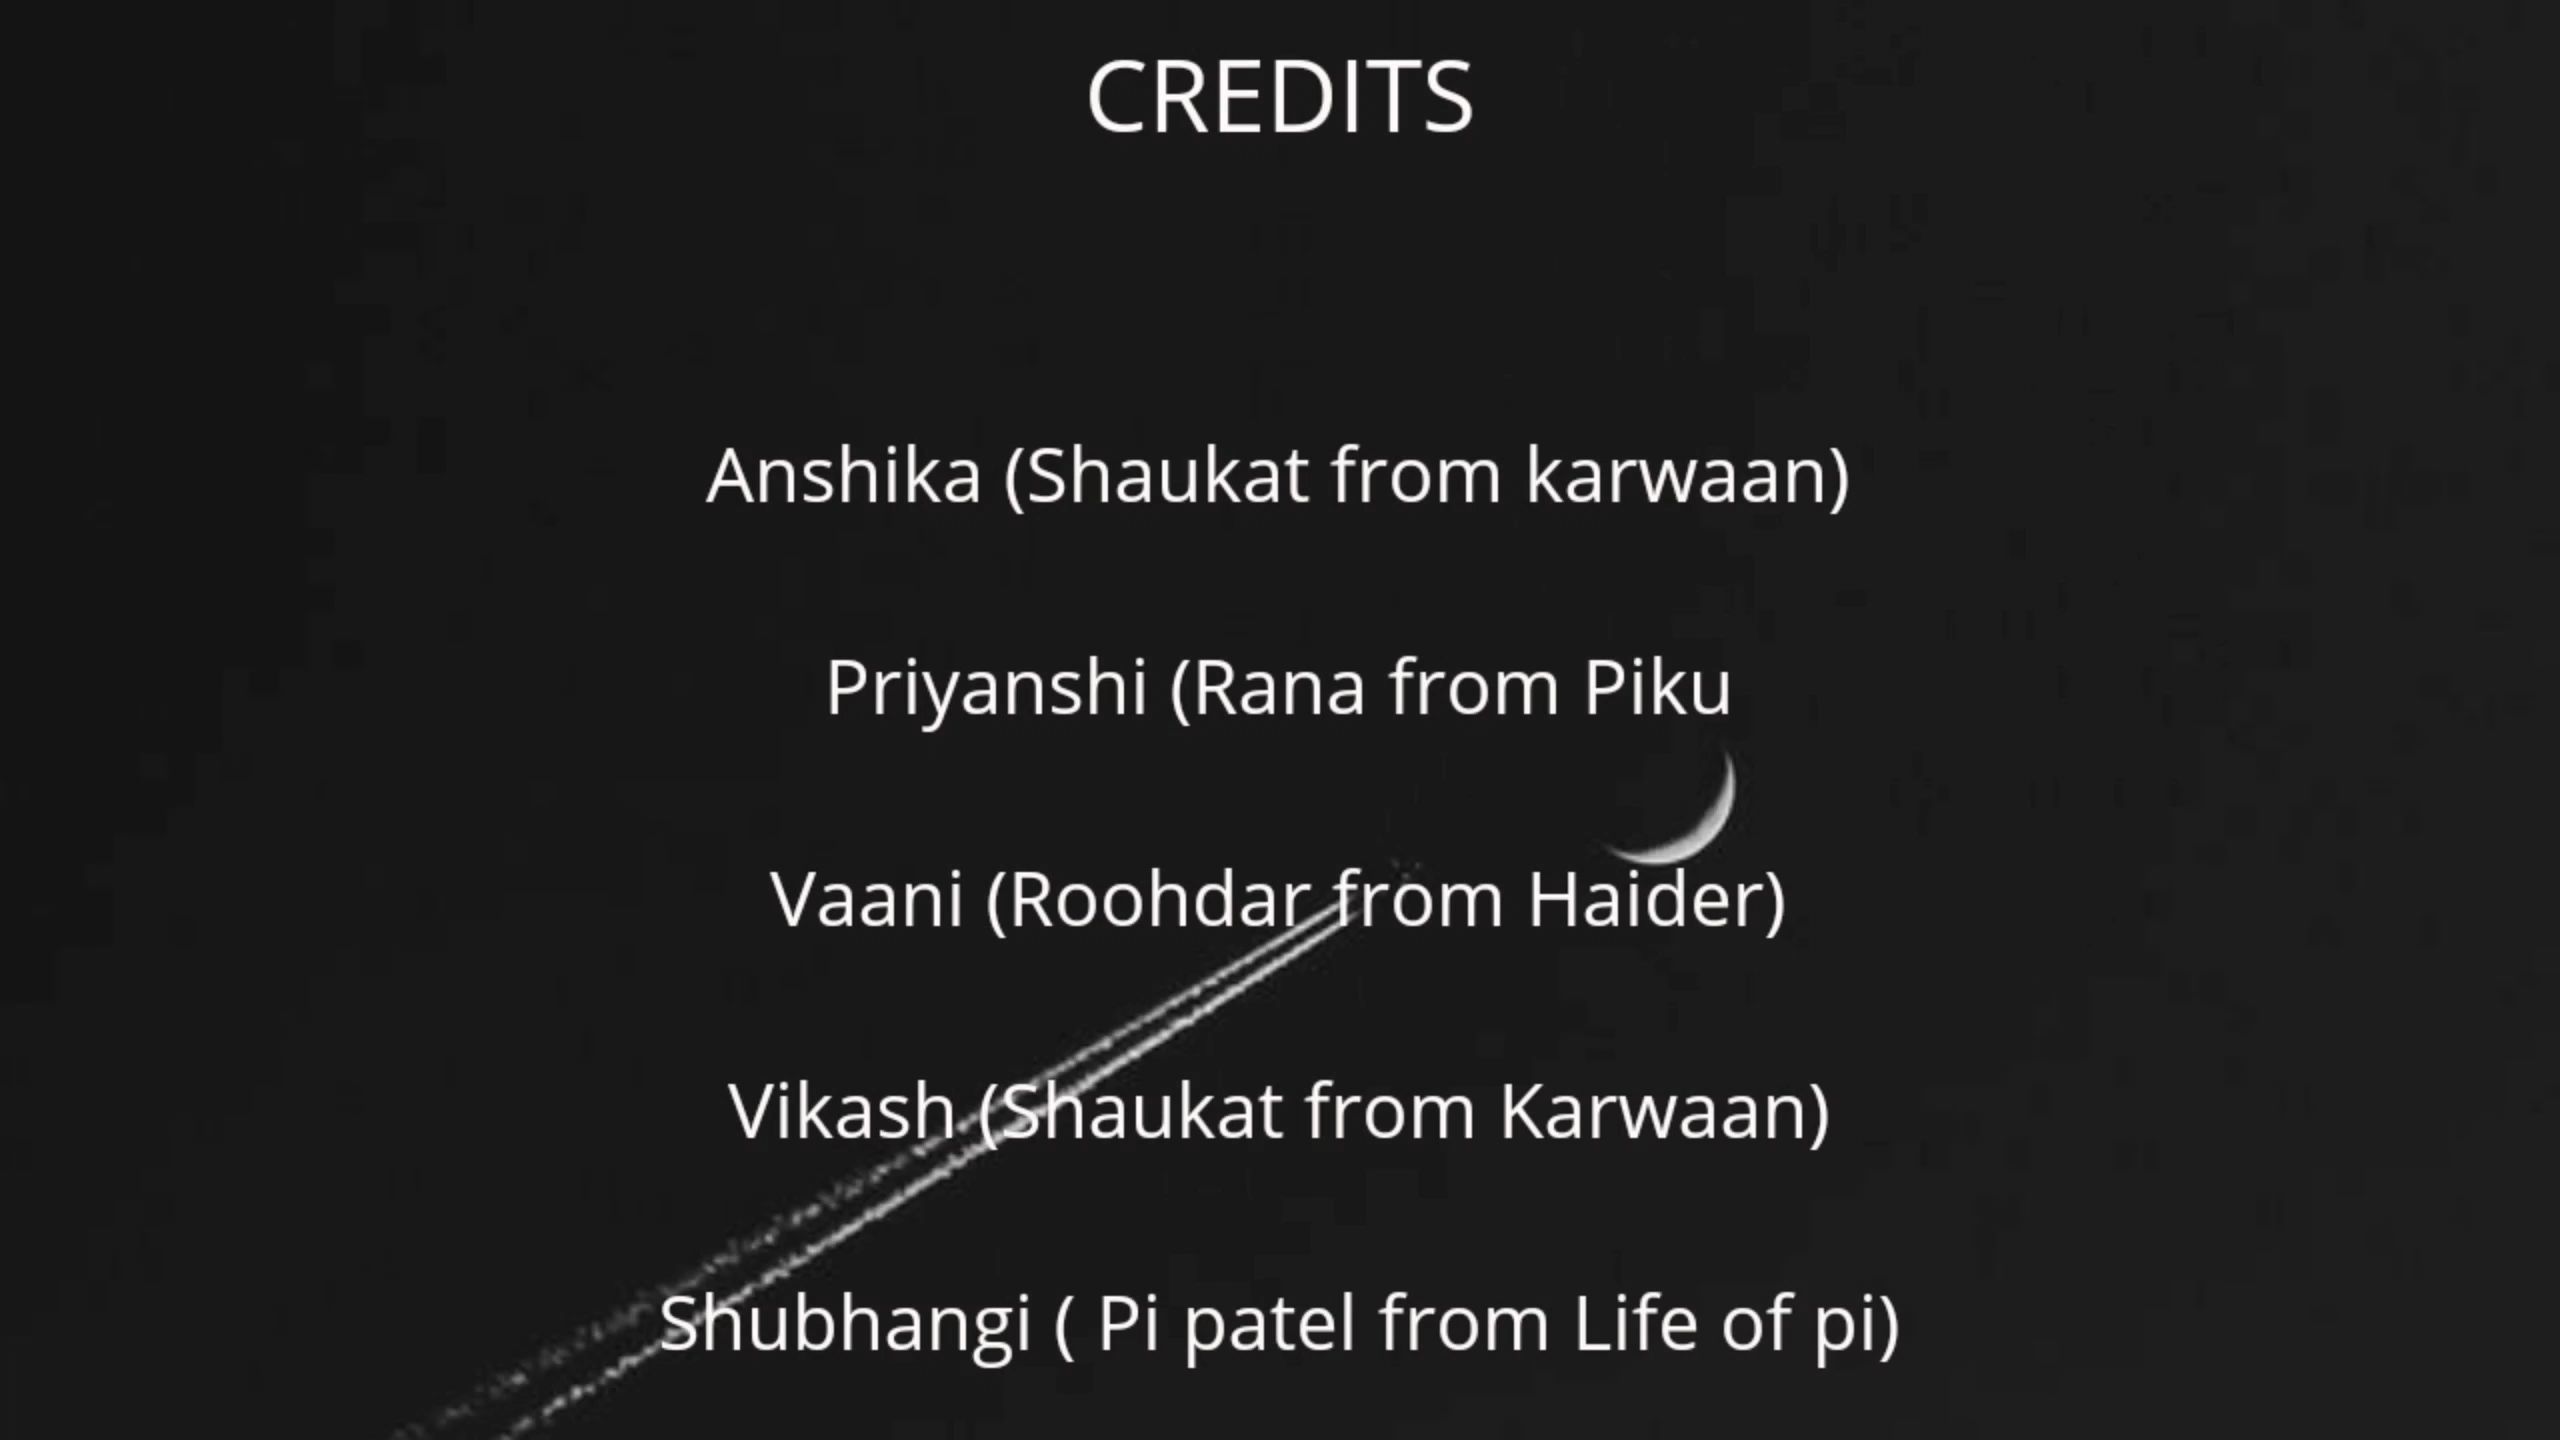 CREDITS
Anshika (Shaukat from karwaan)
Priyanshi (Rana from Piku
Vaani (Roohdar from Haider)
Vikash (Shaukat from Karwaan)
Shubhangi ( Pi patel from Life of pi)